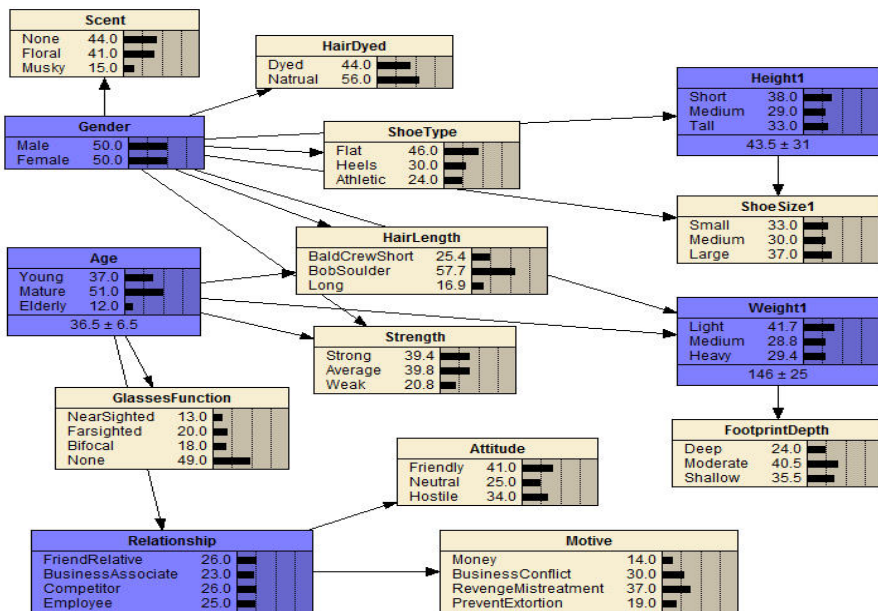 Scent
None 44.0
Floral 41.0
Musky 15.0
HairDyed
Dyed 44.0
Natrual 56.0
Height1
Short 38.0
Medium 29.0
Tall 33.0
43.5 ± 31
Gender
Male 50.0
Female 50.0
ShoeType
Flat 46.0
Heels 30.0
Athletic 24.0
ShoeSize1
Small 33.0
Medium 30.0
Large 37.0
HairLength
BaldCrewShort 25.4
BobSoulder 57.7
Long 16.9
Age
Young 37.0
Mature 51.0
Elderly 12.0
36.5 ± 6.5
Weight1
Light 41.7
Medium 28.8
Heavy 29.4
146 ± 25
Strength
Strong 39.4
Average 39.8
Weak 20.8
GlassesFunction
NearSighted 13.0
Farsighted 20.0
Bifocal 18.0
None 49.0
FootprintDepth
Deep 24.0
Moderate 40.5
Shallow 35.5
Attitude
Friendly 41.0
Neutral 25.0
Hostile 34.0
Relationship
FriendRelative 26.0
BusinessAssociate 23.0
Competitor 26.0
Employee 25.0
Motive
Money 14.0
BusinessConflict 30.0
RevengeMistreatment 37.0
PreventExtortion 19.0